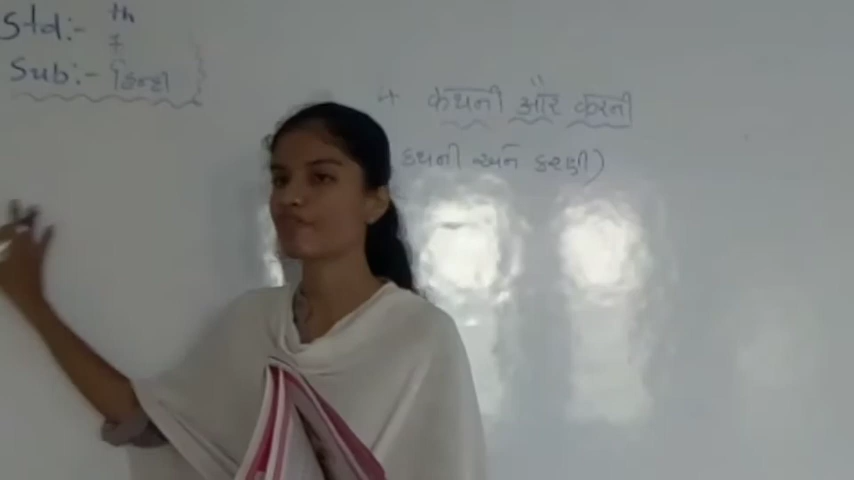 Std:- 7th
Sub:- हिन्दी
→ कथनी और करनी
કથની અને કરણી)